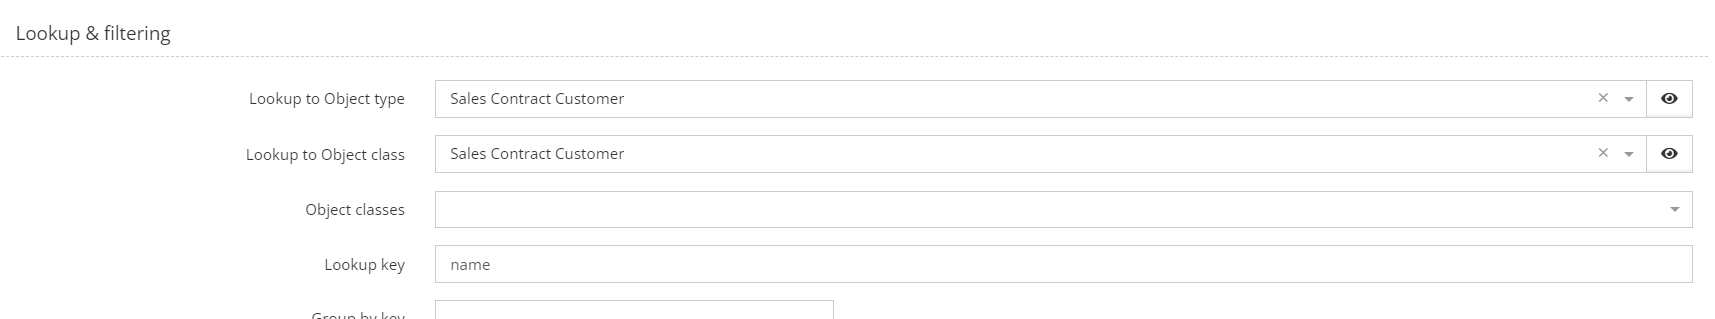 Lookup & filtering
Lookup to Object type Sales Contract Customer
Lookup to Object class Sales Contract Customer
Object classes
Lookup key name
Group by key